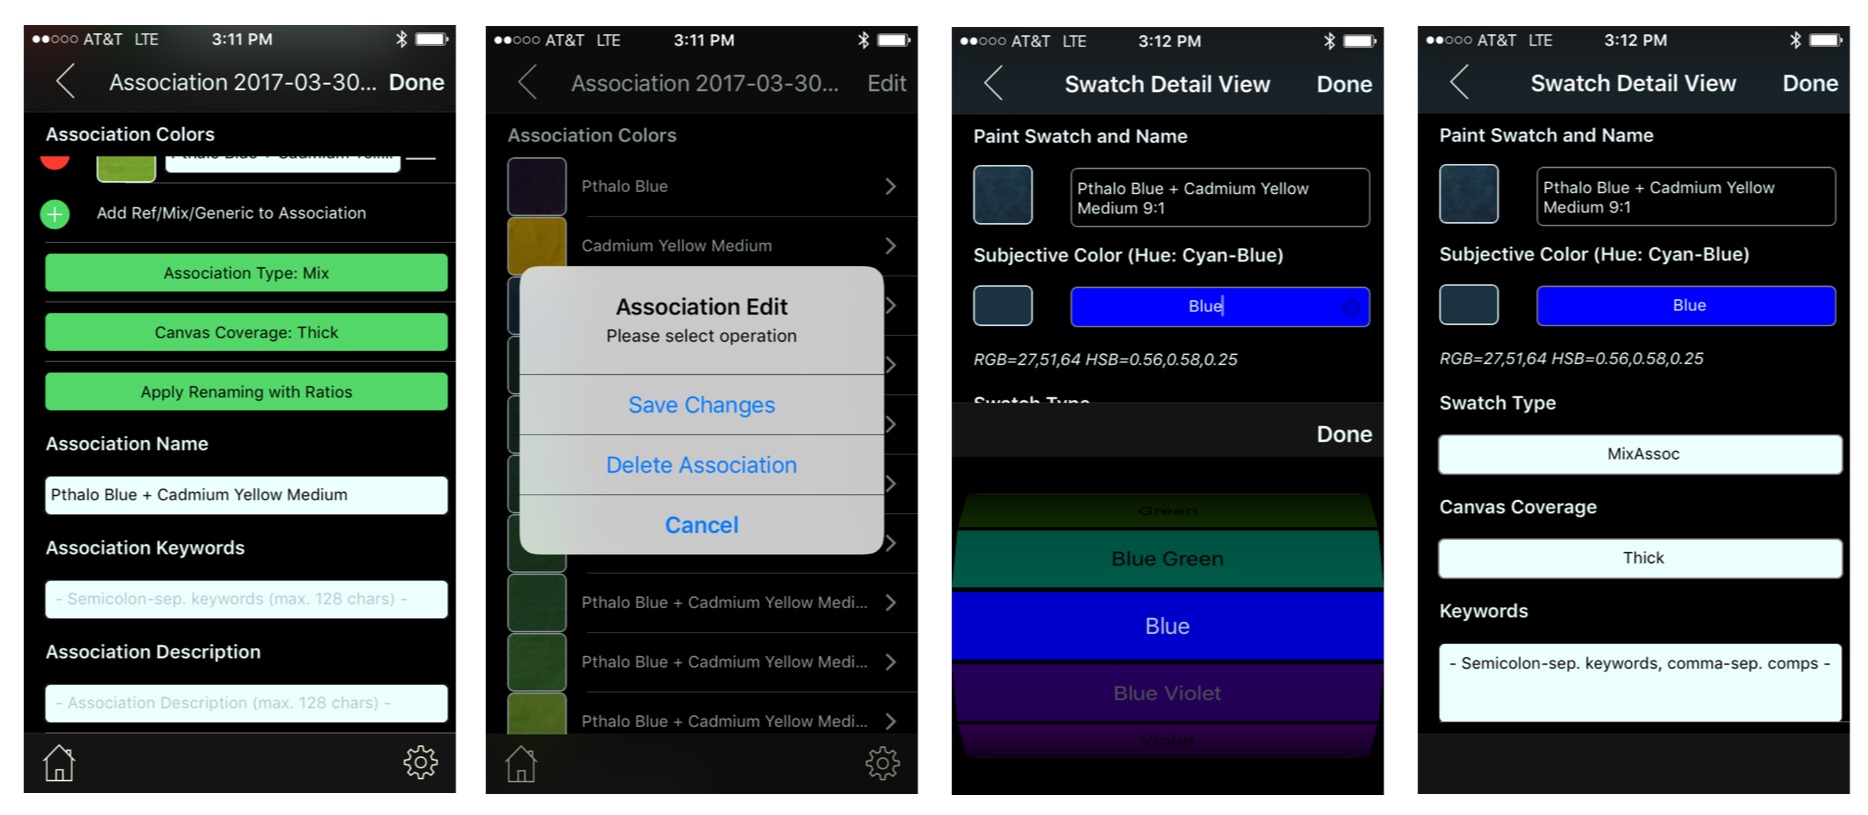 AT&T LTE 3:11 PM
Association 2017-03-30... Done
Association Colors
Add Ref/Mix/Generic to Association
Association Type: Mix
Canvas Coverage: Thick
Apply Renaming with Ratios
Association Name
Pthalo Blue + Cadmium Yellow Medium
Association Keywords
- Semicolon-sep. keywords (max. 128 chars) -
Association Description
- Association Description (max. 128 chars) -
AT&T LTE 3:11 PM
Association 2017-03-30... Edit
Association Colors
Pthalo Blue
Cadmium Yellow Medium
Association Edit
Please select operation
Save Changes
Delete Association
Cancel
Pthalo Blue + Cadmium Yellow Medi...
Pthalo Blue + Cadmium Yellow Medi...
Pthalo Blue + Cadmium Yellow Medi...
AT&T LTE 3:12 PM
Swatch Detail View Done
Paint Swatch and Name
Pthalo Blue + Cadmium Yellow
Medium 9:1
Subjective Color (Hue: Cyan-Blue)
Blue
RGB=27,51,64 HSB=0.56,0.58,0.25
Swatch Type
Done
Green
Blue Green
Blue
Blue Violet
Violet
AT&T LTE 3:12 PM
Swatch Detail View Done
Paint Swatch and Name
Pthalo Blue + Cadmium Yellow
Medium 9:1
Subjective Color (Hue: Cyan-Blue)
Blue
RGB=27,51,64 HSB=0.56,0.58,0.25
Swatch Type
MixAssoc
Canvas Coverage
Thick
Keywords
- Semicolon-sep. keywords, comma-sep. comps -